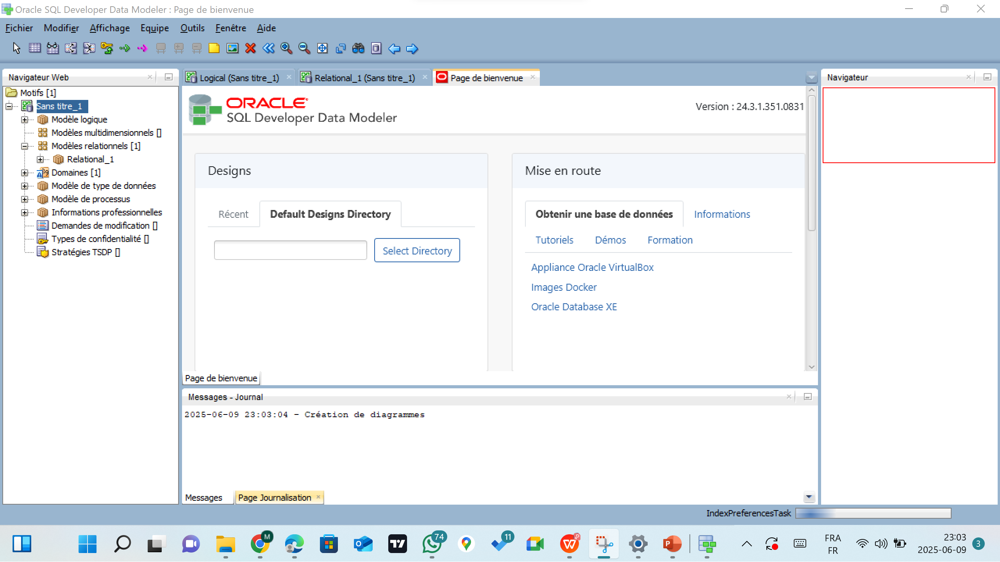 Oracle SQL Developer Data Modeler : Page de bienvenue
Fichier Modifier Affichage Equipe Outils Fenêtre Aide
Navigateur Web
Motifs [1]
Sans titre_1
Modèle logique
Modèles multidimensionnels []
Modèles relationnels [1]
Relational_1
Domaines [1]
Modèle de type de données
Modèle de processus
Informations professionnelles
Demandes de modification []
Types de confidentialité []
Stratégies TSDP []
Logical (Sans titre_1) Relational_1 (Sans titre_1) Page de bienvenue
ORACLE
SQL Developer Data Modeler
Version : 24.3.1.351.0831
Designs
Récent Default Designs Directory
Select Directory
Mise en route
Obtenir une base de données Informations
Tutoriels Démos Formation
Appliance Oracle VirtualBox
Images Docker
Oracle Database XE
Page de bienvenue
Messages - Journal
2025-06-09 23:03:04 - Création de diagrammes
Messages Page Journalisation
Navigateur
IndexPreferencesTask
M
74
11
FRA
FR
23:03
2025-06-09
3